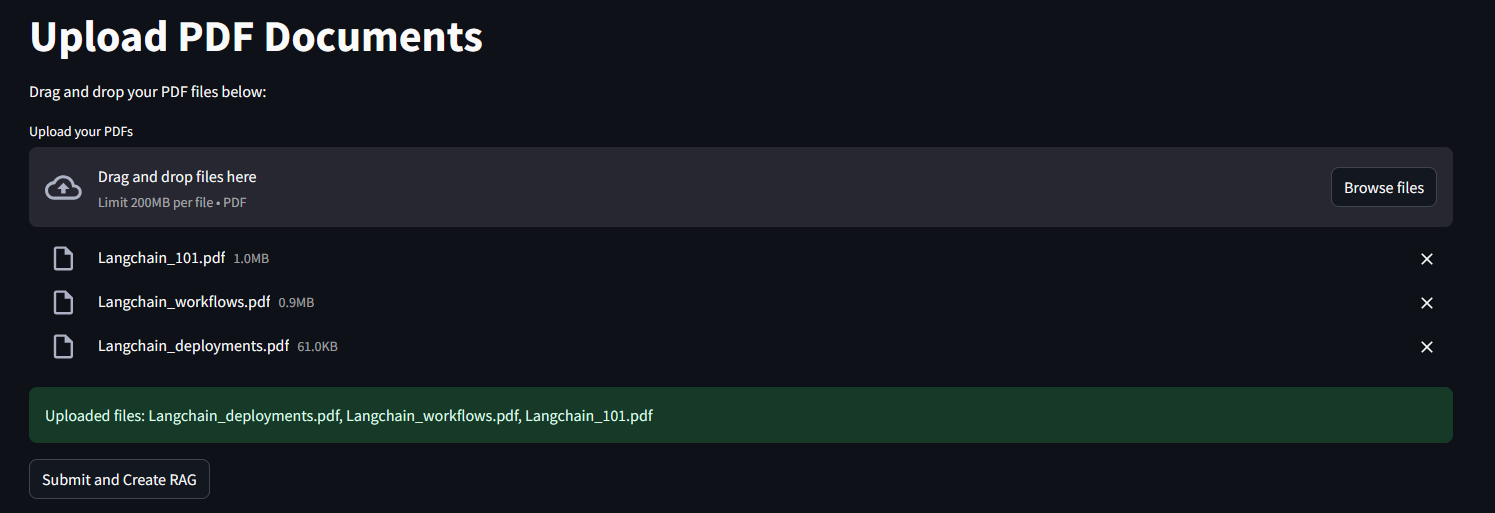 Upload PDF Documents
Drag and drop your PDF files below:
Upload your PDFs
Drag and drop files here
Limit 200MB per file • PDF
Browse files
Langchain_101.pdf 1.0MB
Langchain_workflows.pdf 0.9MB
Langchain_deployments.pdf 61.0KB
Uploaded files: Langchain_deployments.pdf, Langchain_workflows.pdf, Langchain_101.pdf
Submit and Create RAG